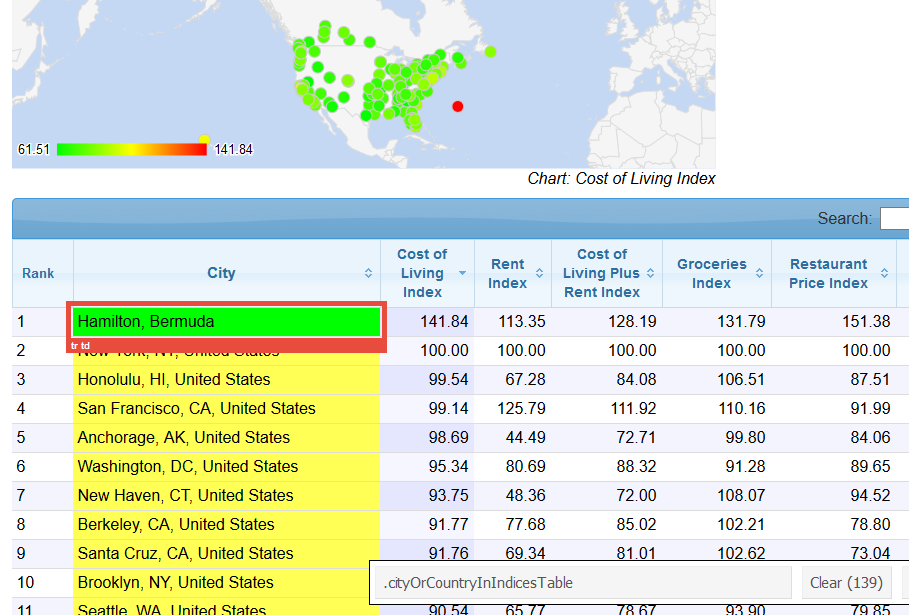 61.51 141.84
Chart: Cost of Living Index
Search:
Rank City Cost of Living Index Rent Index Cost of Living Plus Rent Index Groceries Index Restaurant Price Index
1 Hamilton, Bermuda 141.84 113.35 128.19 131.79 151.38
tr td
2 New York, NY, United States 100.00 100.00 100.00 100.00 100.00
3 Honolulu, HI, United States 99.54 67.28 84.08 106.51 87.51
4 San Francisco, CA, United States 99.14 125.79 111.92 110.16 91.99
5 Anchorage, AK, United States 98.69 44.49 72.71 99.80 84.06
6 Washington, DC, United States 95.34 80.69 88.32 91.28 89.65
7 New Haven, CT, United States 93.75 48.36 72.00 108.07 94.52
8 Berkeley, CA, United States 91.77 77.68 85.02 102.21 78.80
9 Santa Cruz, CA, United States 91.76 69.34 81.01 102.62 73.04
10 Brooklyn, NY, United States
.cityOrCountryInIndicesTable Clear (139)
11 Seattle, WA, United States 90.54 65.77 78.67 93.90 79.85